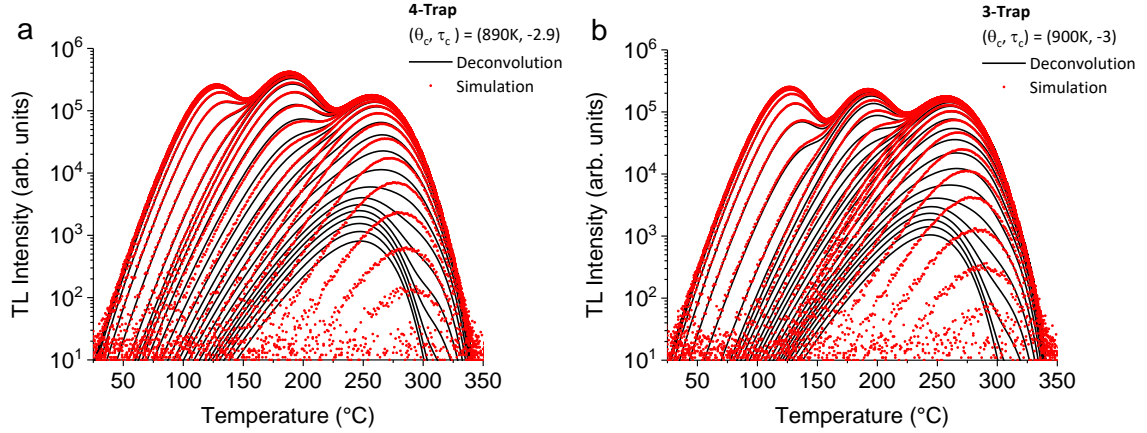 a
4-Trap
(θc, τc ) = (890K, -2.9)
Deconvolution
Simulation
TL Intensity (arb. units)
10^6
10^5
10^4
10^3
10^2
10^1
50 100 150 200 250 300 350
Temperature (°C)
b
3-Trap
(θc, τc) = (900K, -3)
Deconvolution
Simulation
TL Intensity (arb. units)
10^6
10^5
10^4
10^3
10^2
10^1
50 100 150 200 250 300 350
Temperature (°C)